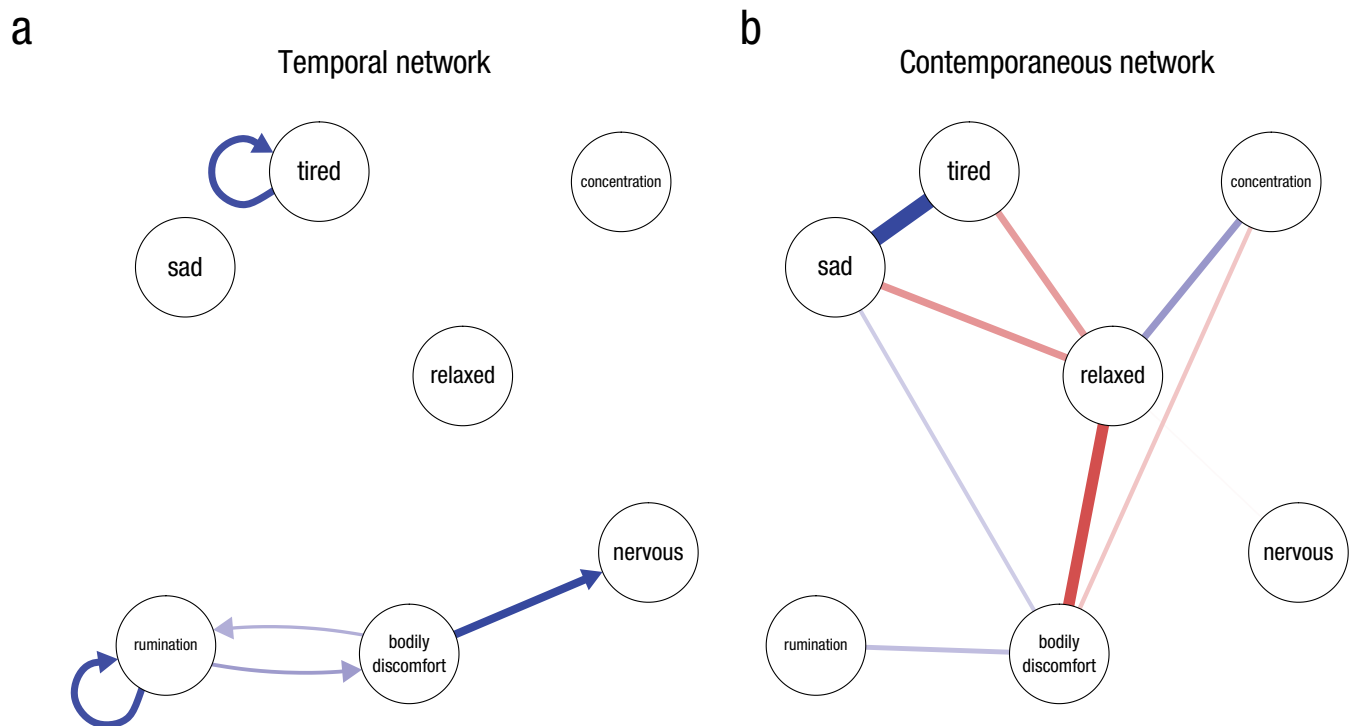 a
Temporal network
tired
concentration
sad
relaxed
nervous
rumination
bodily
discomfort
b
Contemporaneous network
tired
concentration
sad
relaxed
nervous
rumination
bodily
discomfort